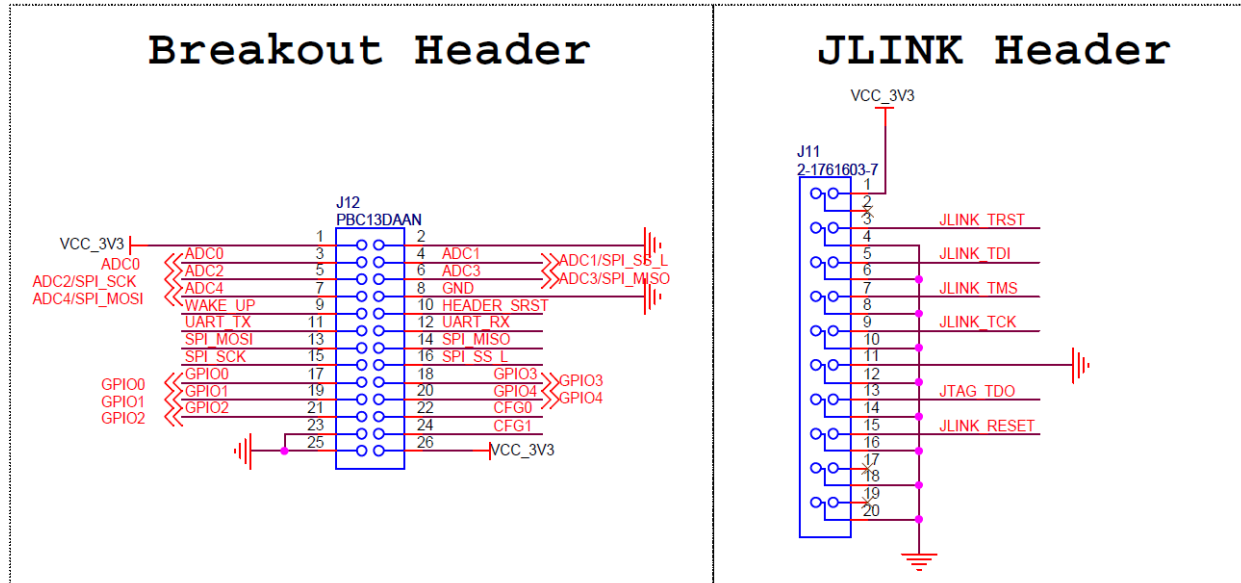 Breakout Header
J12
PBC13DAAN
VCC_3V3 1 2
ADC0 ADC0 3 4 ADC1 ADC1/SPI_SS_L
ADC2/SPI_SCK ADC2 5 6 ADC3 ADC3/SPI_MISO
ADC4/SPI_MOSI ADC4 7 8 GND
WAKE_UP 9 10 HEADER_SRST
UART_TX 11 12 UART_RX
SPI_MOSI 13 14 SPI_MISO
SPI_SCK 15 16 SPI_SS_L
GPIO0 GPIO0 17 18 GPIO3 GPIO3
GPIO1 GPIO1 19 20 GPIO4 GPIO4
GPIO2 GPIO2 21 22 CFG0
23 24 CFG1
25 26 VCC_3V3
JLINK Header
VCC_3V3
J11
2-1761603-7
1
2
3 JLINK_TRST
4
5 JLINK_TDI
6
7 JLINK_TMS
8
9 JLINK_TCK
10
11
12
13 JTAG_TDO
14
15 JLINK_RESET
16
17
18
19
20